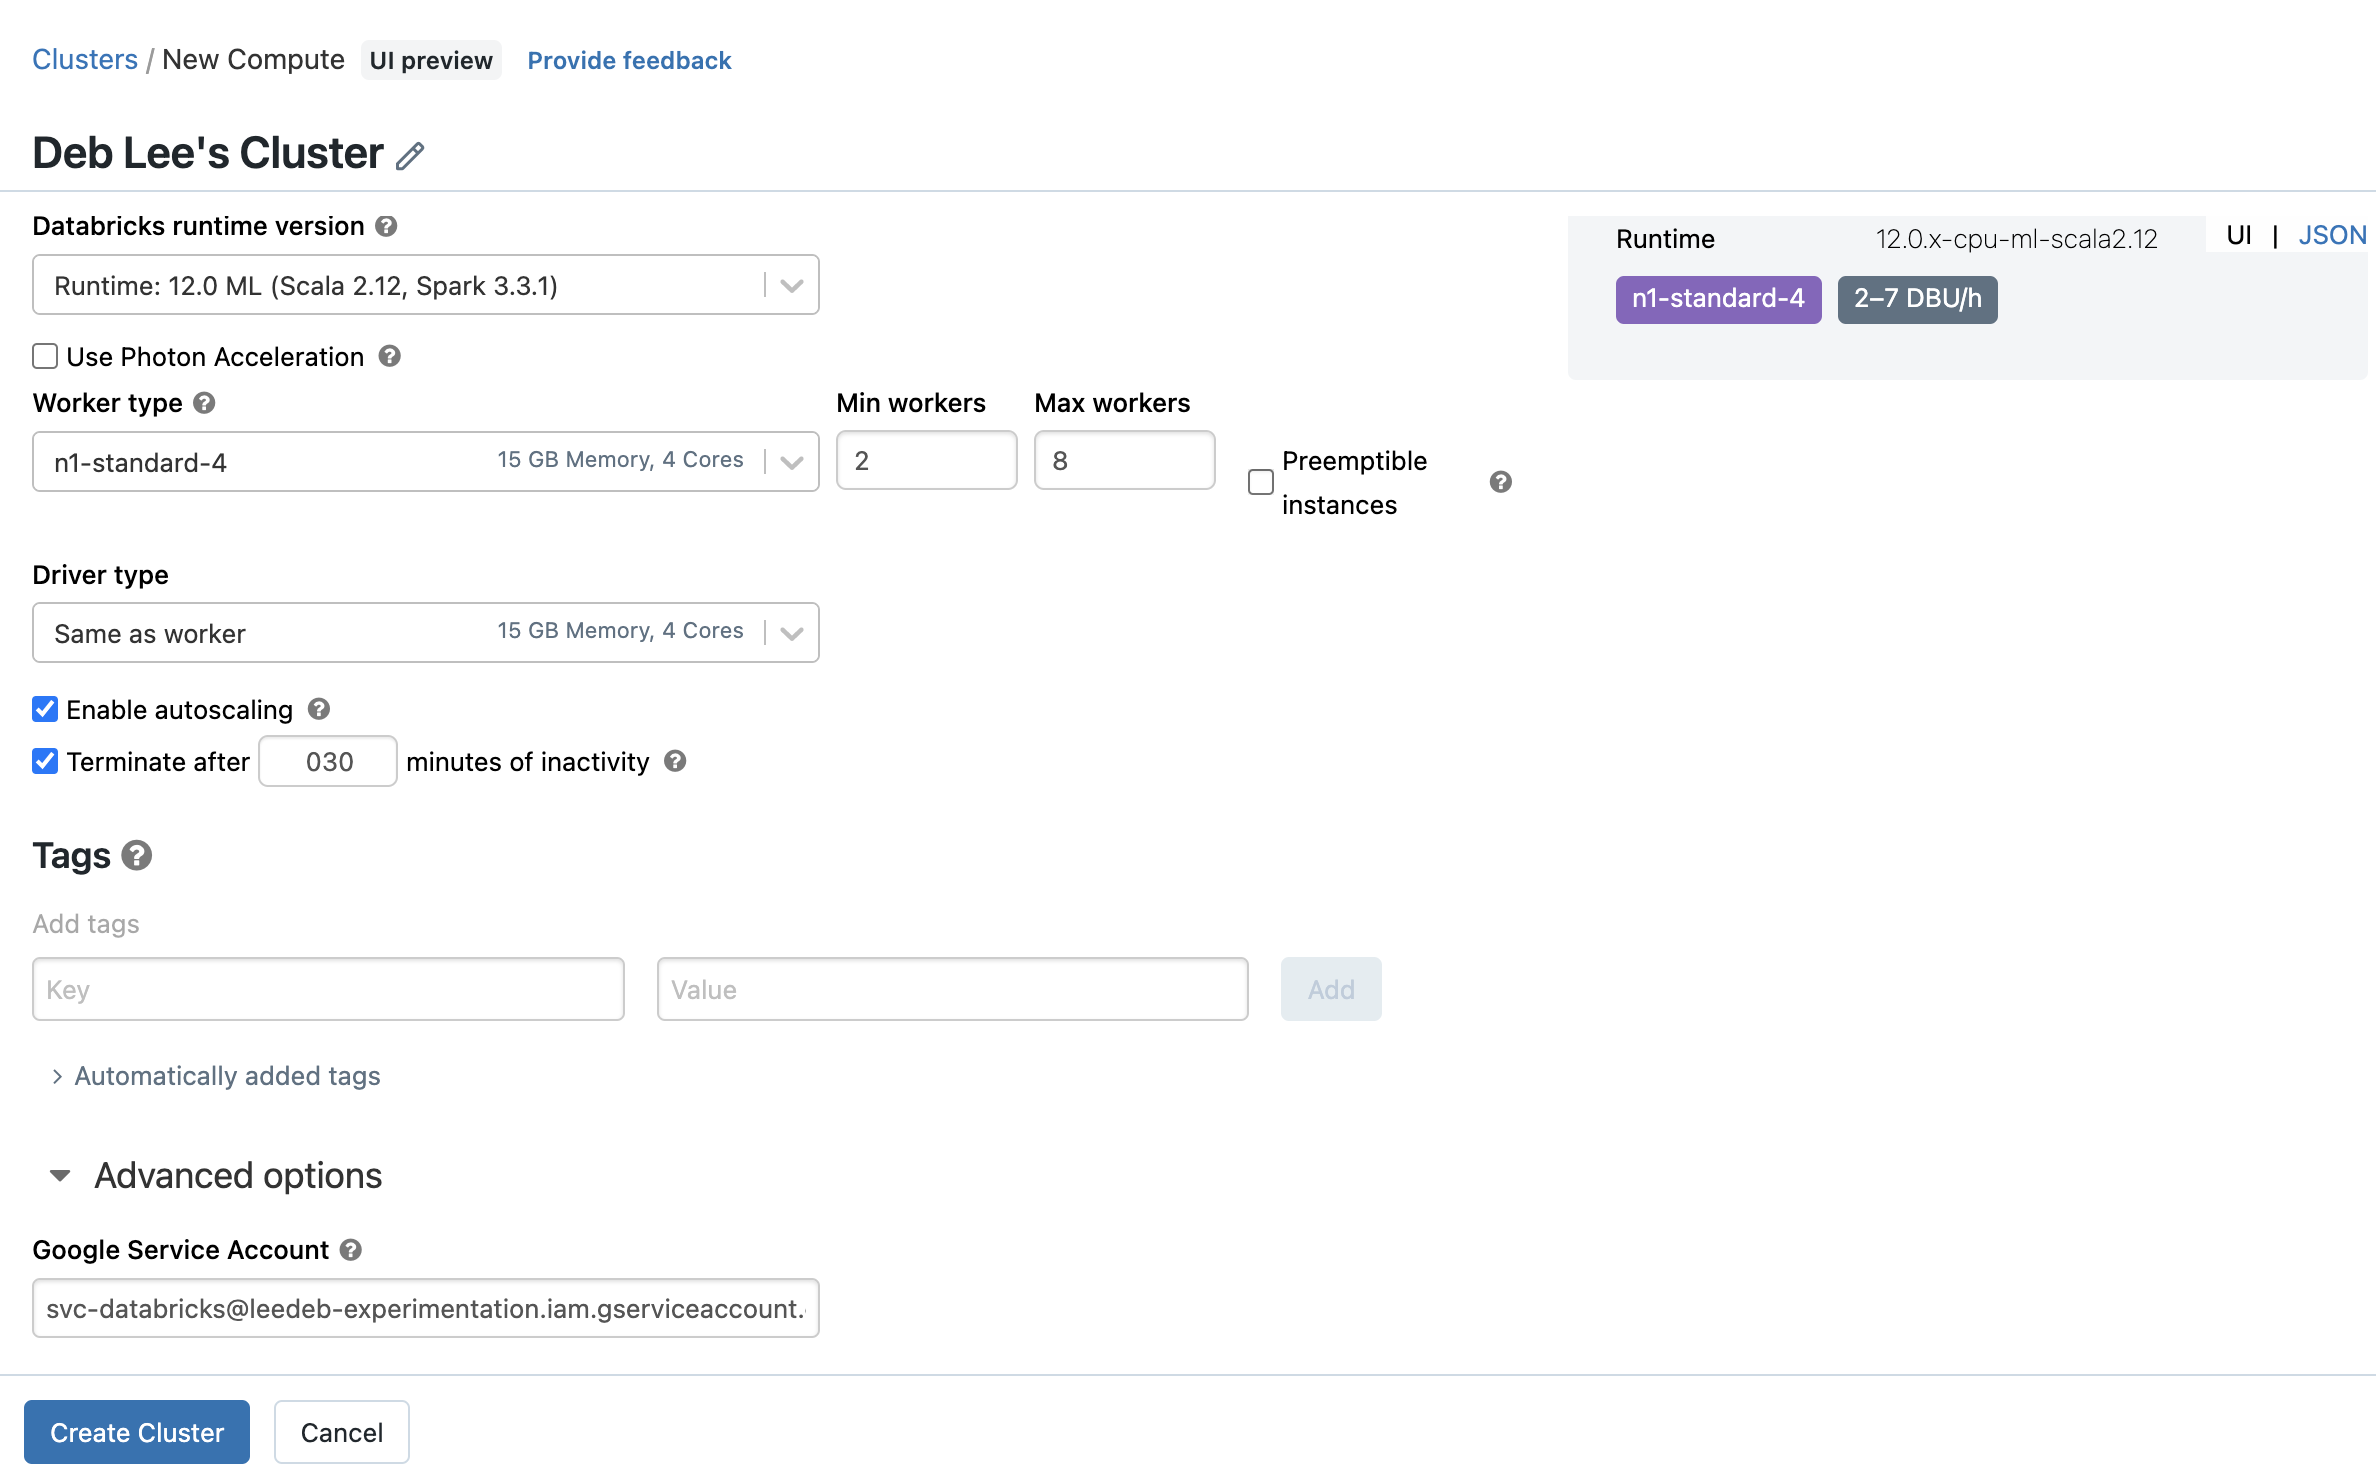 Clusters / New Compute UI preview Provide feedback
Deb Lee's Cluster
Databricks runtime version
Runtime: 12.0 ML (Scala 2.12, Spark 3.3.1)
Use Photon Acceleration
Worker type Min workers Max workers
n1-standard-4 15 GB Memory, 4 Cores 2 8
Preemptible
instances
Driver type
Same as worker 15 GB Memory, 4 Cores
Enable autoscaling
Terminate after 030 minutes of inactivity
Tags
Add tags
Key Value Add
Automatically added tags
Advanced options
Google Service Account
svc-databricks@leedeb-experimentation.iam.gserviceaccount.
Create Cluster Cancel
Runtime 12.0.x-cpu-ml-scala2.12
UI | JSON
n1-standard-4 2–7 DBU/h